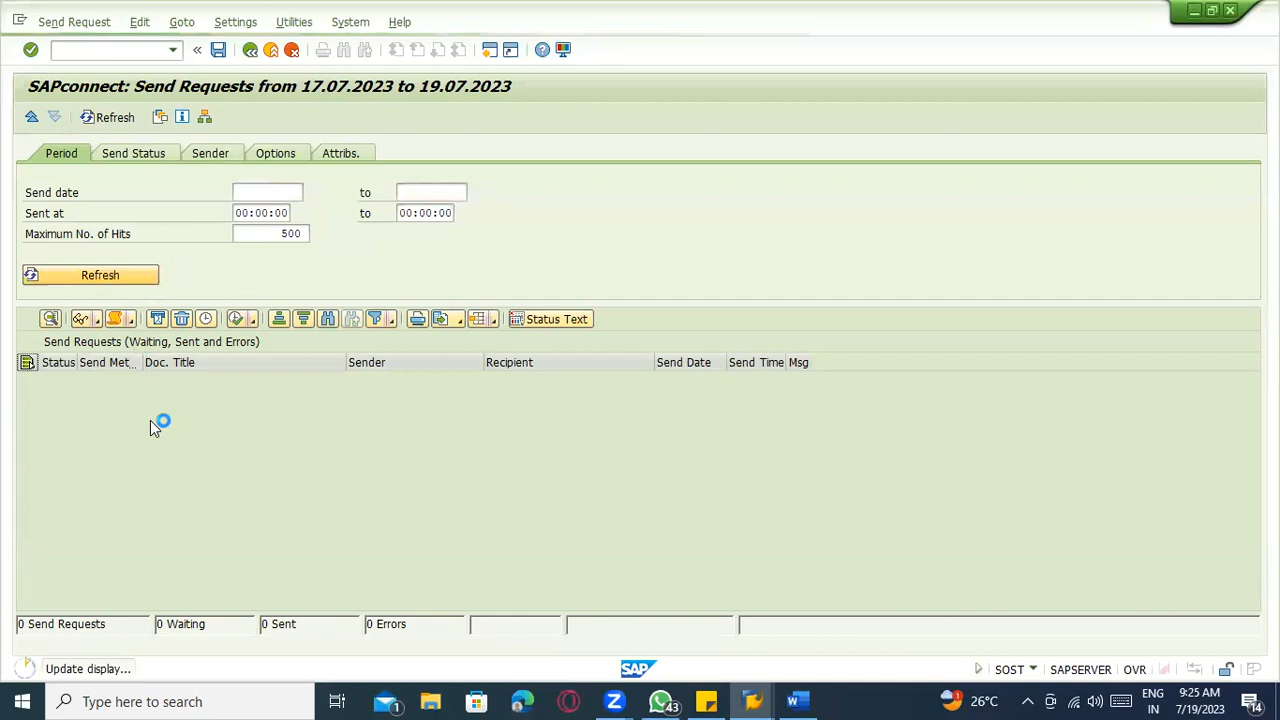 Send Request Edit Goto Settings Utilities System Help
SAPconnect: Send Requests from 17.07.2023 to 19.07.2023
Refresh
Period Send Status Sender Options Attribs.
Send date to
Sent at 00:00:00 to 00:00:00
Maximum No. of Hits 500
Refresh
Status Text
Send Requests (Waiting, Sent and Errors)
Status Send Met... Doc. Title Sender Recipient Send Date Send Time Msg
0 Send Requests 0 Waiting 0 Sent 0 Errors
Update display... SAP SOST SAPSERVER OVR
Type here to search 1 43 26°C ENG IN 9:25 AM 7/19/2023 14